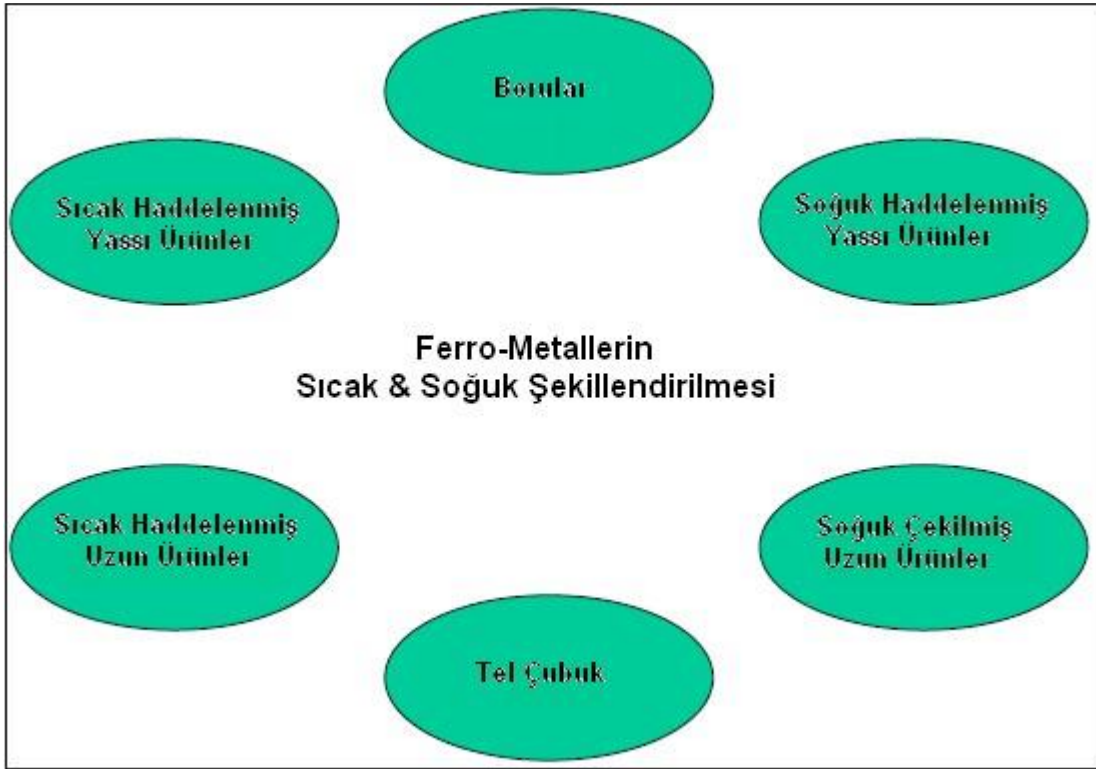 Borular
Sıcak Haddelenmiş
Yassı Ürünler
Soğuk Haddelenmiş
Yassı Ürünler
Ferro-Metallerin
Sıcak & Soğuk Şekillendirilmesi
Sıcak Haddelenmiş
Uzun Ürünler
Soğuk Çekilmiş
Uzun Ürünler
Tel Çubuk